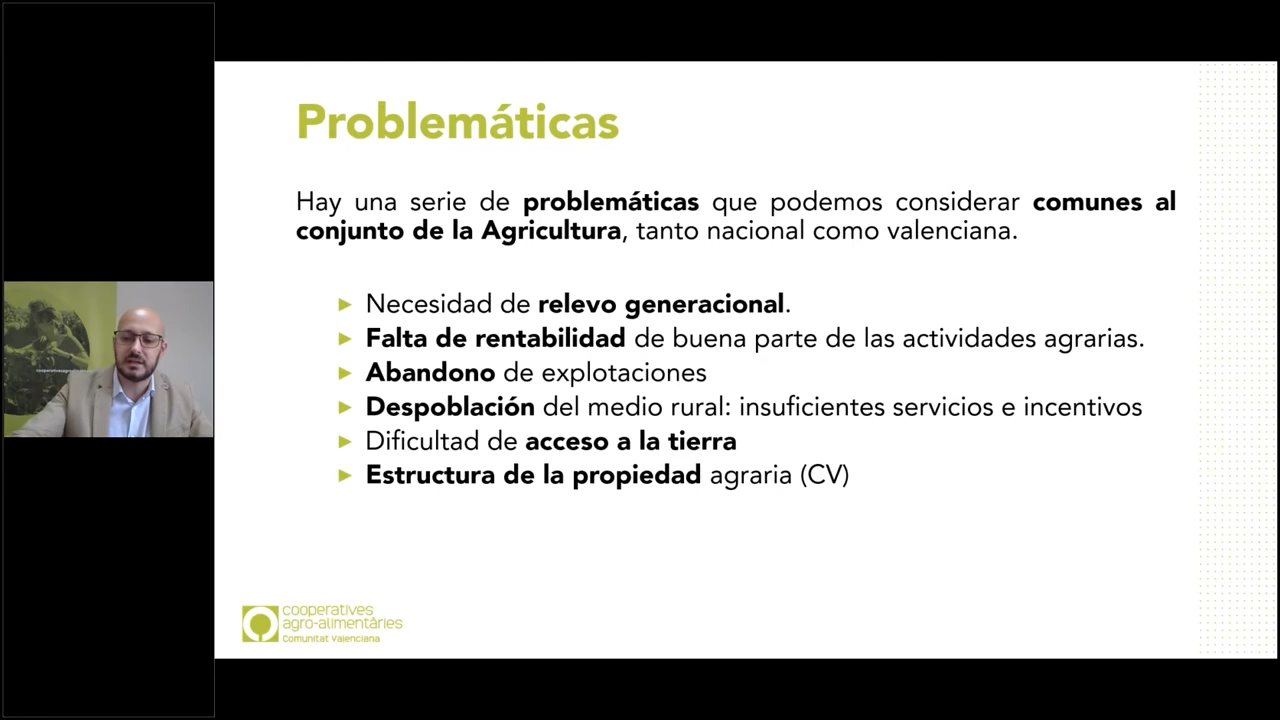 Problemáticas
Hay una serie de problemáticas que podemos considerar comunes al
conjunto de la Agricultura, tanto nacional como valenciana.
Necesidad de relevo generacional.
Falta de rentabilidad de buena parte de las actividades agrarias.
Abandono de explotaciones
Despoblación del medio rural: insuficientes servicios e incentivos
Dificultad de acceso a la tierra
Estructura de la propiedad agraria (CV)
cooperatives
agro-alimentàries
Comunitat Valenciana